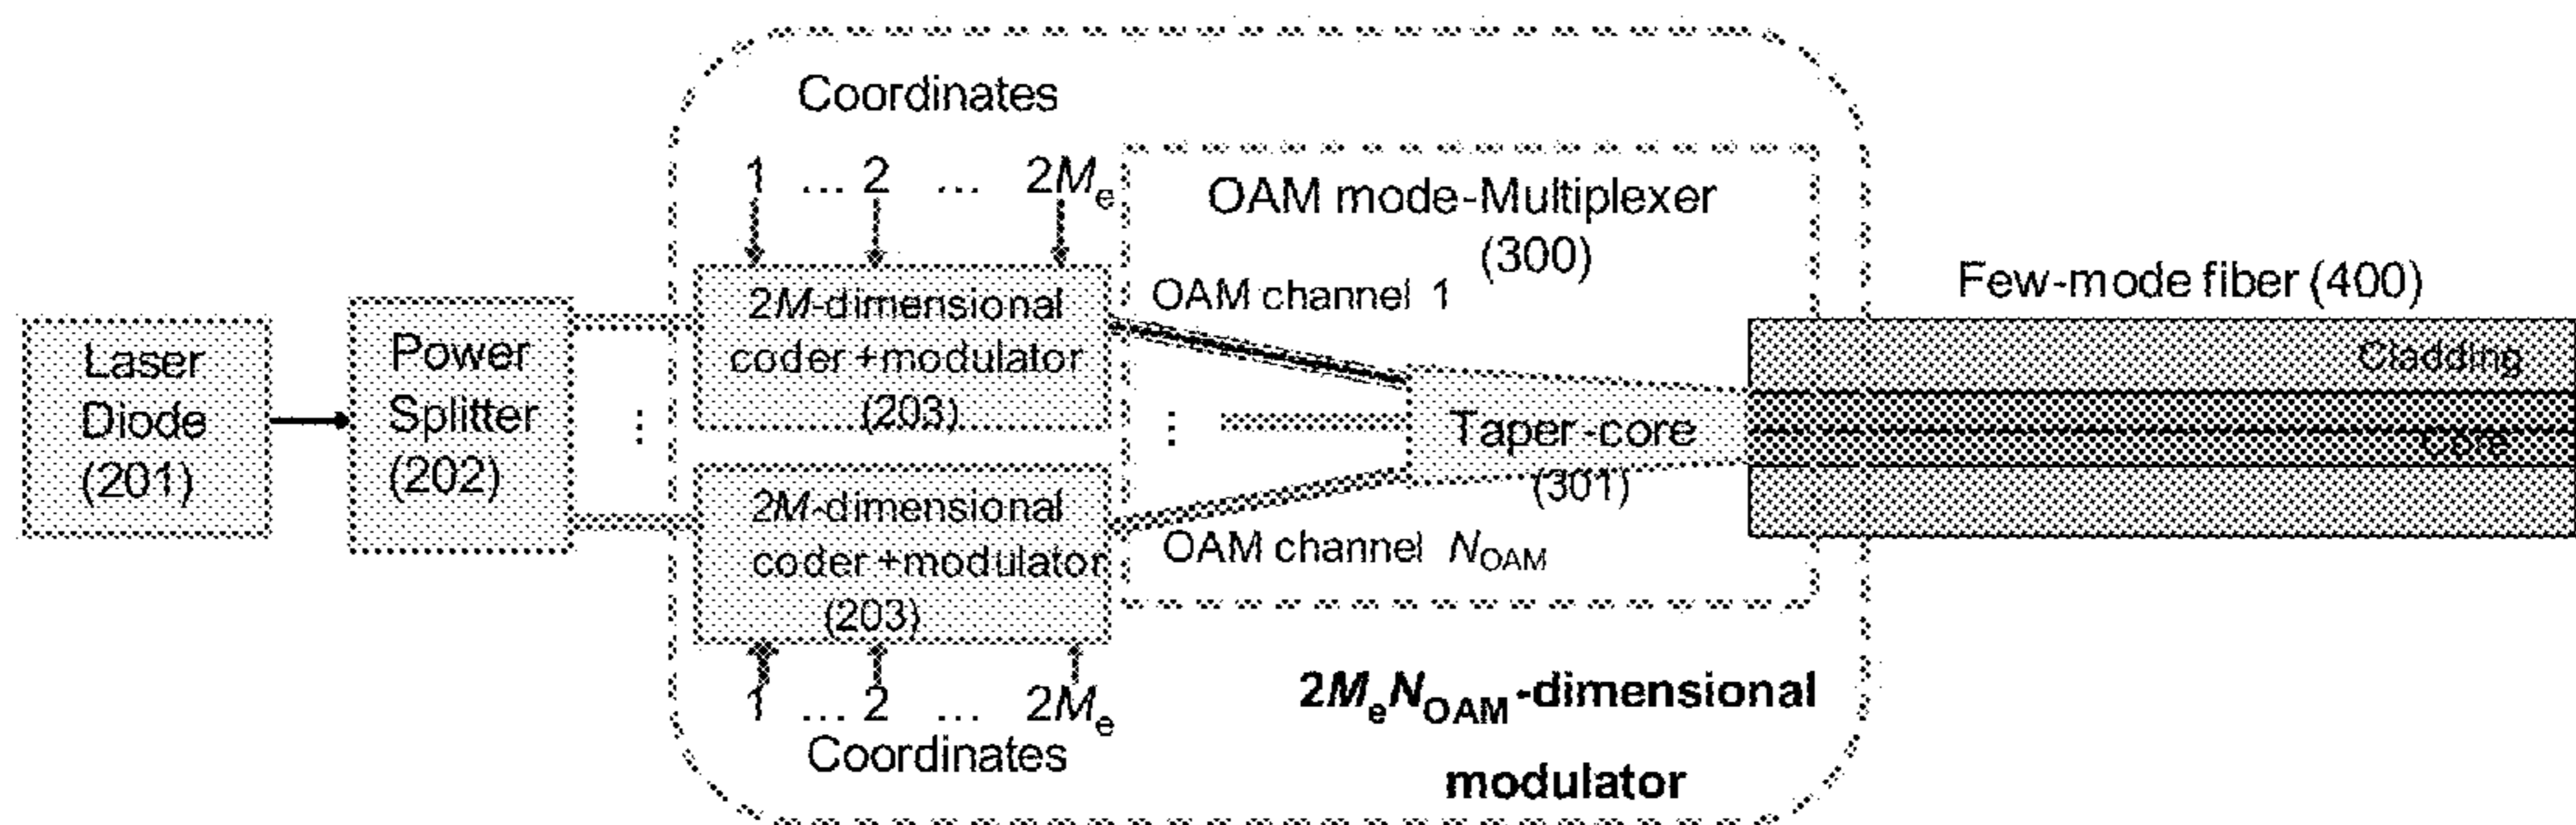 Coordinates
1 ... 2 ... 2Mₑ
OAM mode-Multiplexer
(300)
Few-mode fiber (400)
Laser
Diode
(201)
Power
Splitter
(202)
⋮
2M-dimensional
coder +modulator
(203)
2M-dimensional
coder +modulator
(203)
OAM channel 1
⋮
OAM channel N_OAM
Taper-core
(301)
Cladding
Core
1 ... 2 ... 2Mₑ
Coordinates
2MₑN_OAM-dimensional
modulator